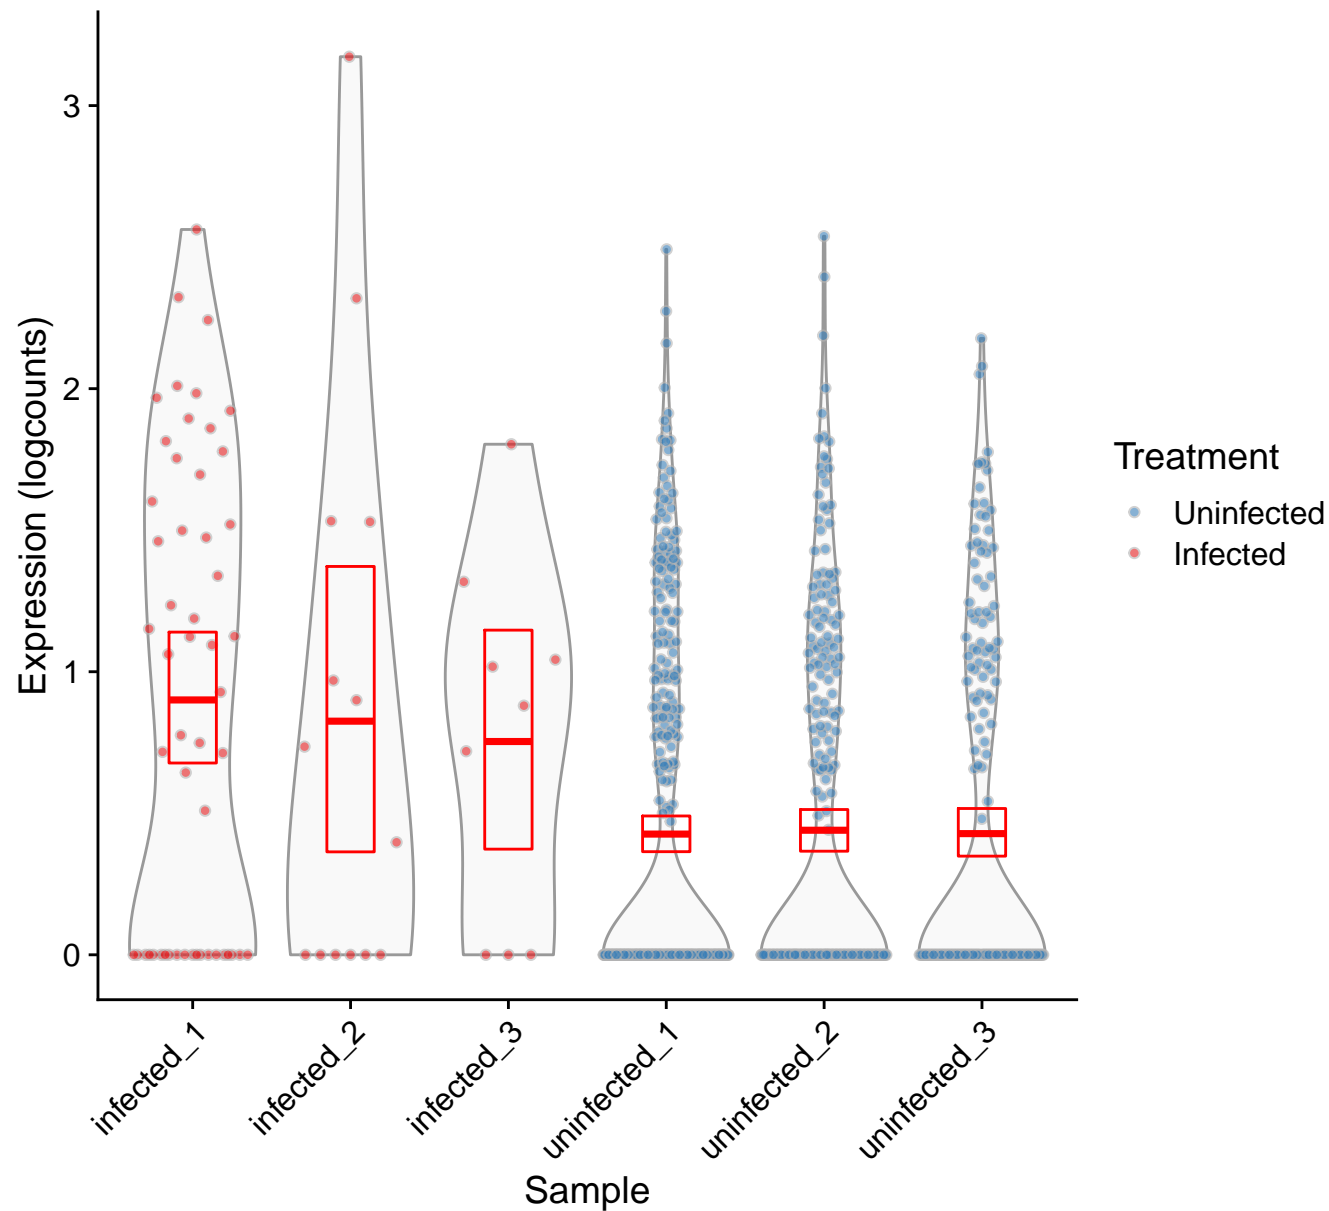 Expression (logcounts)
3
2
1
0
infected_1
infected_2
infected_3
uninfected_1
uninfected_2
uninfected_3
Sample
Treatment
Uninfected
Infected